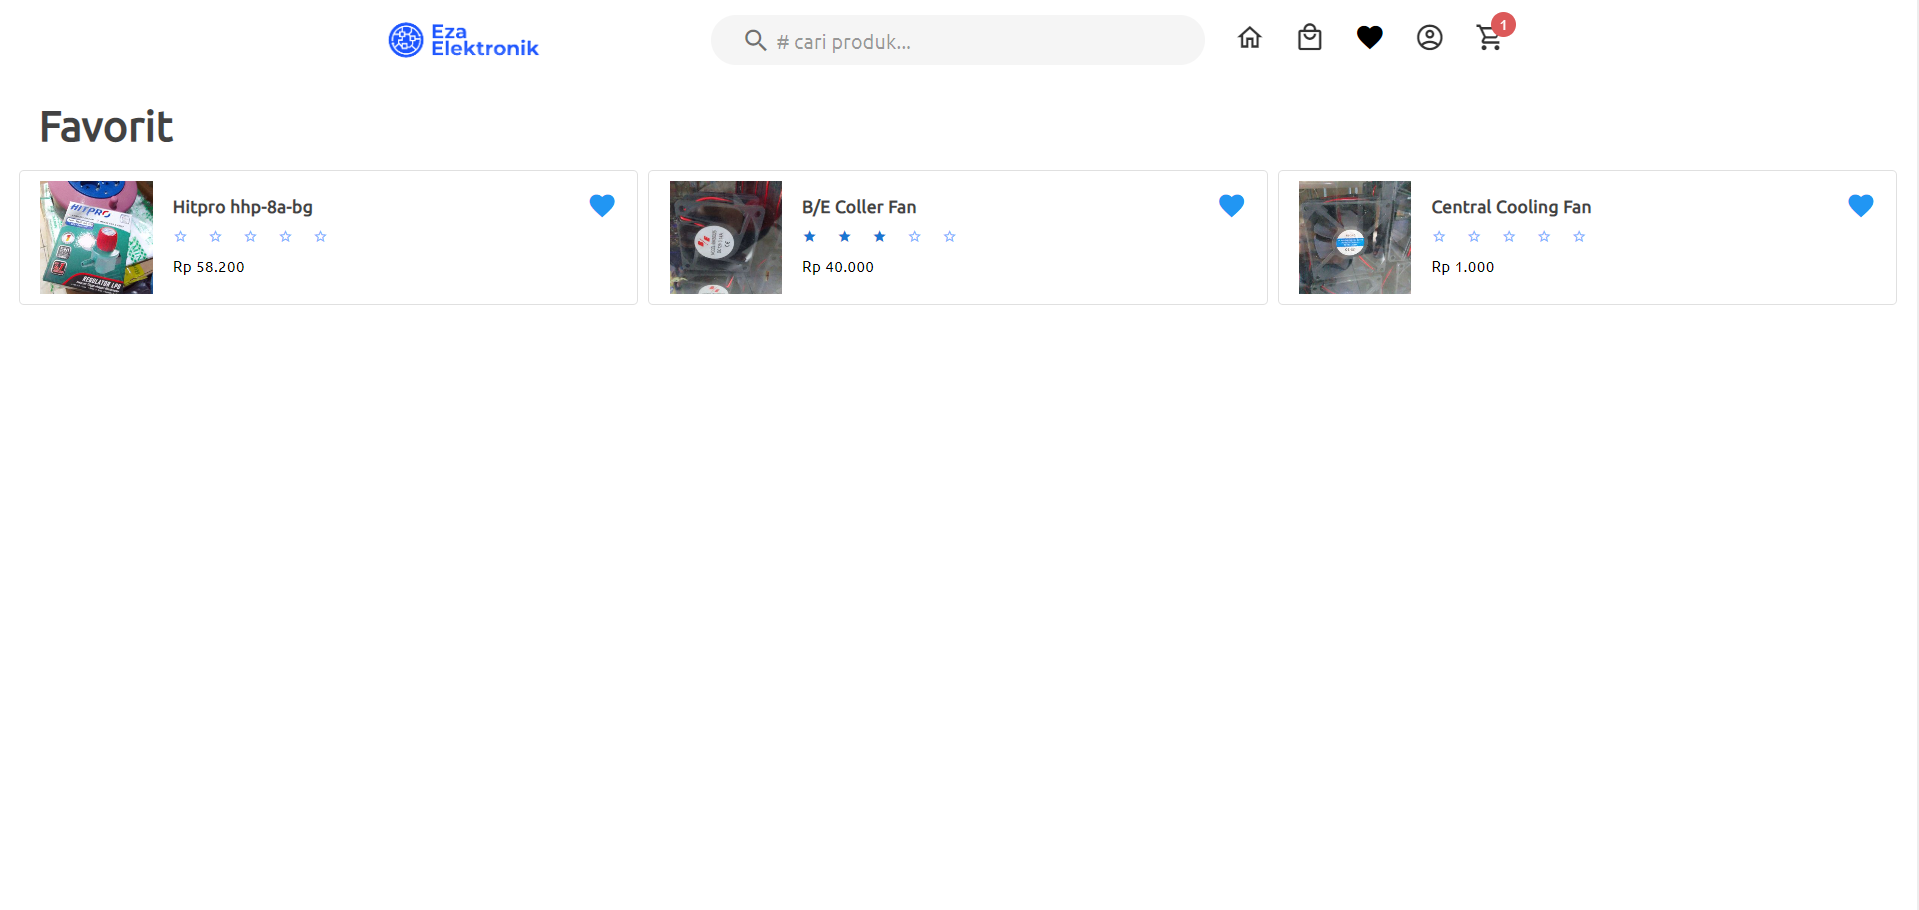 Eza
Elektronik
# cari produk...
1
Favorit
Hitpro hhp-8a-bg
Rp 58.200
HITPRO
REGULATOR LPG
B/E Coller Fan
Rp 40.000
Central Cooling Fan
Rp 1.000